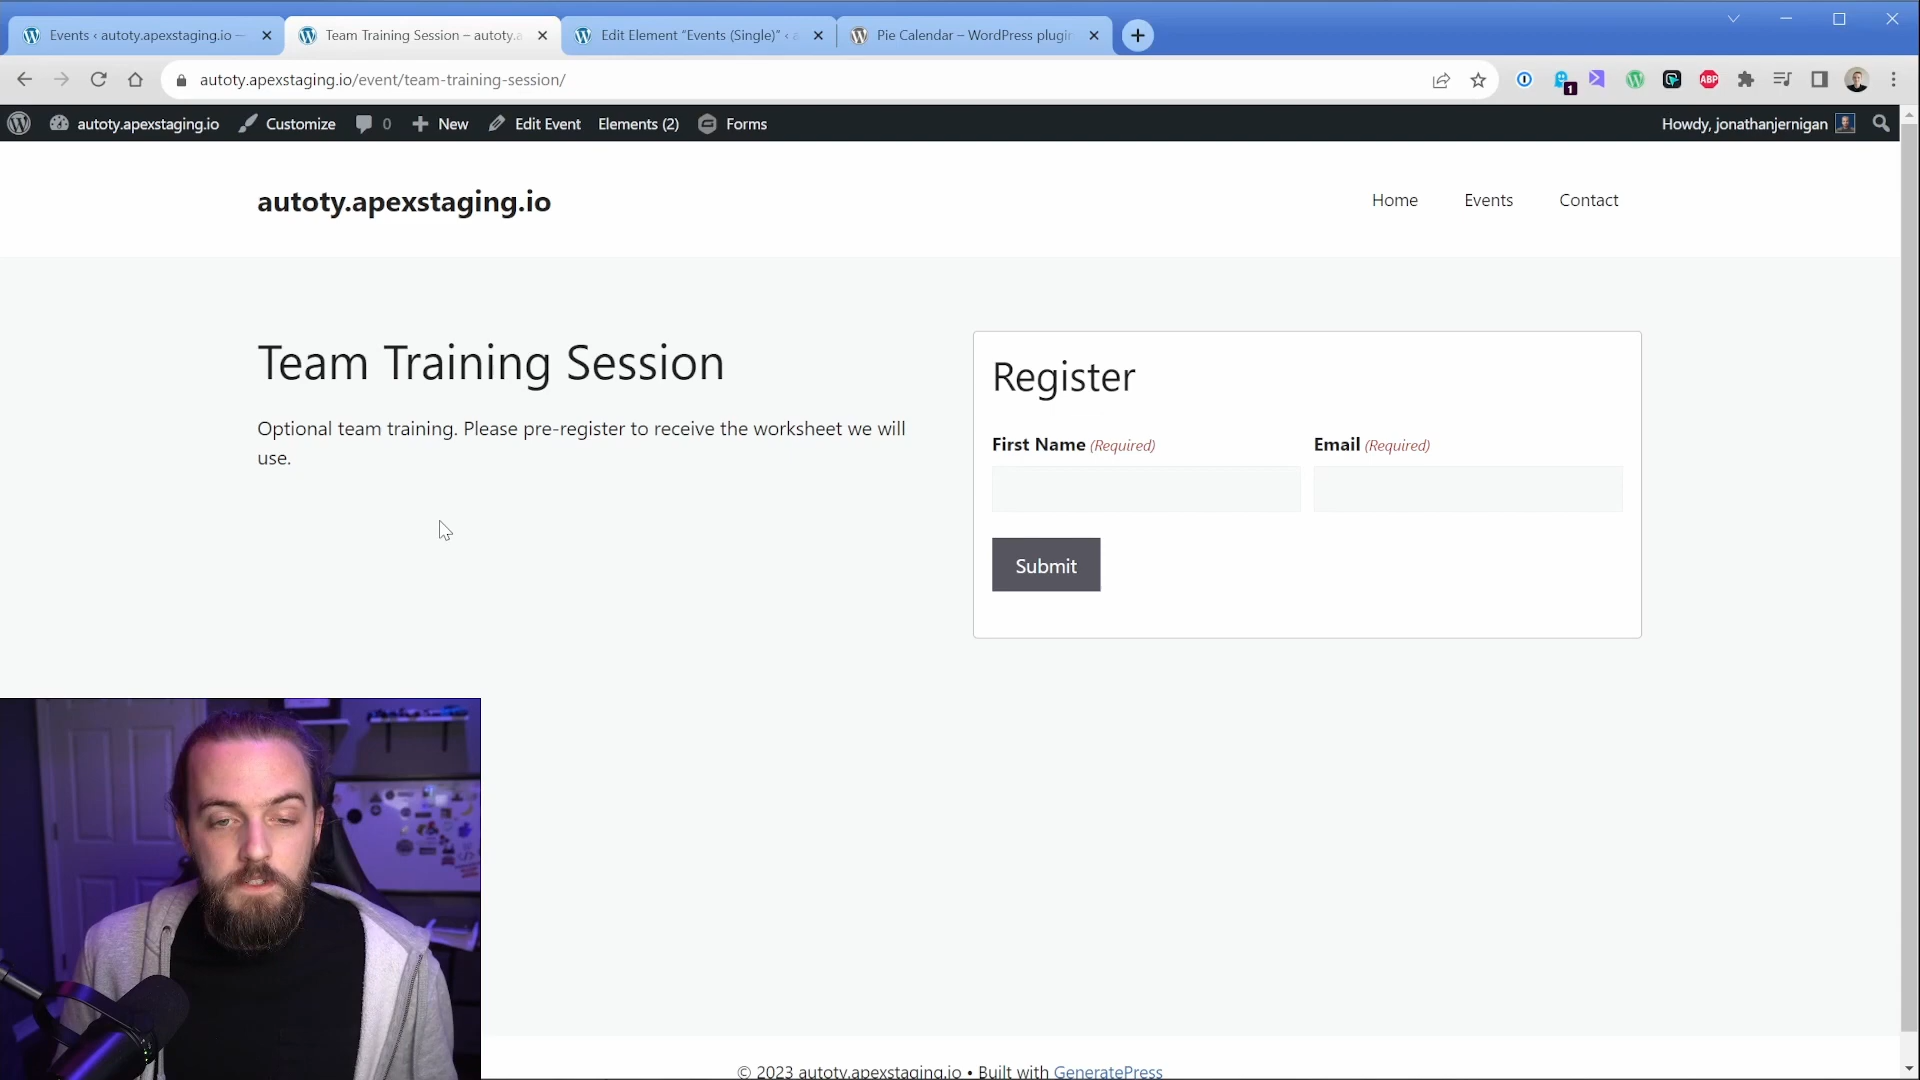 Events ‹ autoty.apexstaging.io —
Team Training Session – autoty.a
Edit Element “Events (Single)” ‹ a
Pie Calendar – WordPress plugin
autoty.apexstaging.io/event/team-training-session/
1
ABP
autoty.apexstaging.io
Customize
0
New
Edit Event
Elements (2)
Forms
Howdy, jonathanjernigan
autoty.apexstaging.io
Home
Events
Contact
Team Training Session
Optional team training. Please pre-register to receive the worksheet we will
use.
Register
First Name (Required)
Email (Required)
Submit
© 2023 autoty.apexstaging.io • Built with GeneratePress